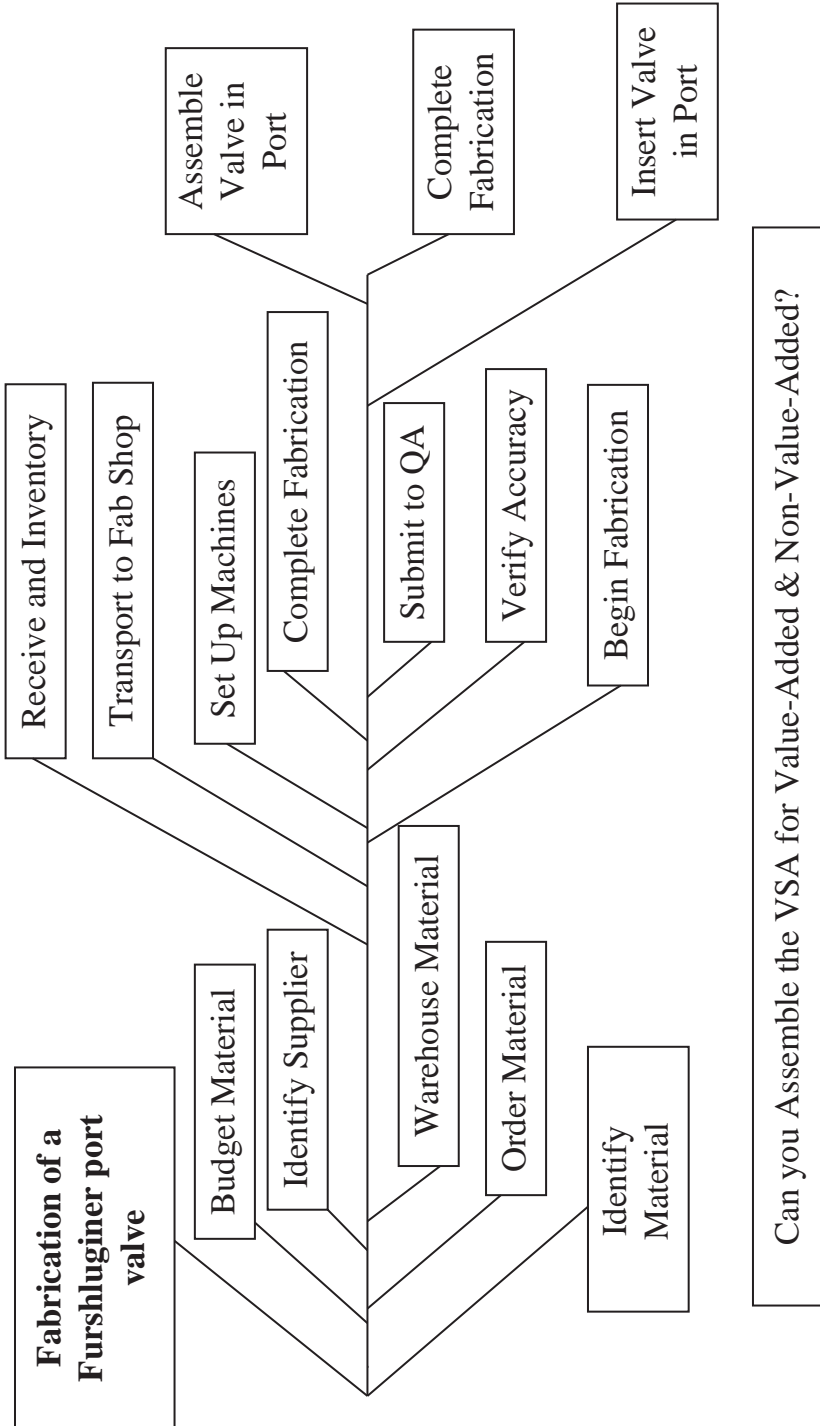 Fabrication of a
Furshluginer port
valve
Budget Material
Identify Supplier
Receive and Inventory
Transport to Fab Shop
Set Up Machines
Complete Fabrication
Assemble
Valve in
Port
Identify
Material
Order Material
Warehouse Material
Begin Fabrication
Verify Accuracy
Submit to QA
Insert Valve
in Port
Complete
Fabrication
Can you Assemble the VSA for Value-Added & Non-Value-Added?